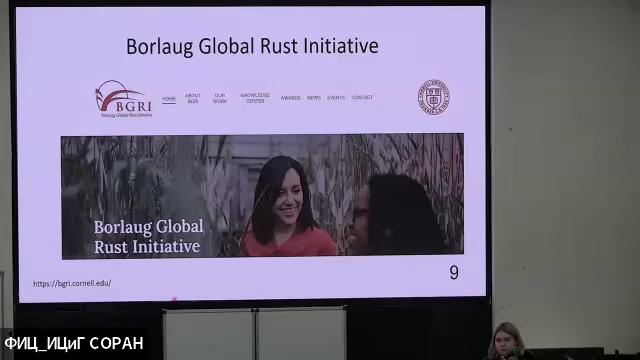 Borlaug Global Rust Initiative
BGRI
Borlaug Global Rust Initiative
HOME
ABOUT BGRI
OUR WORK
KNOWLEDGE CENTER
AWARDS
NEWS
EVENTS
CONTACT
Borlaug Global
Rust Initiative
https://bgri.cornell.edu/
9
ФИЦ_ИЦиГ СОРАН